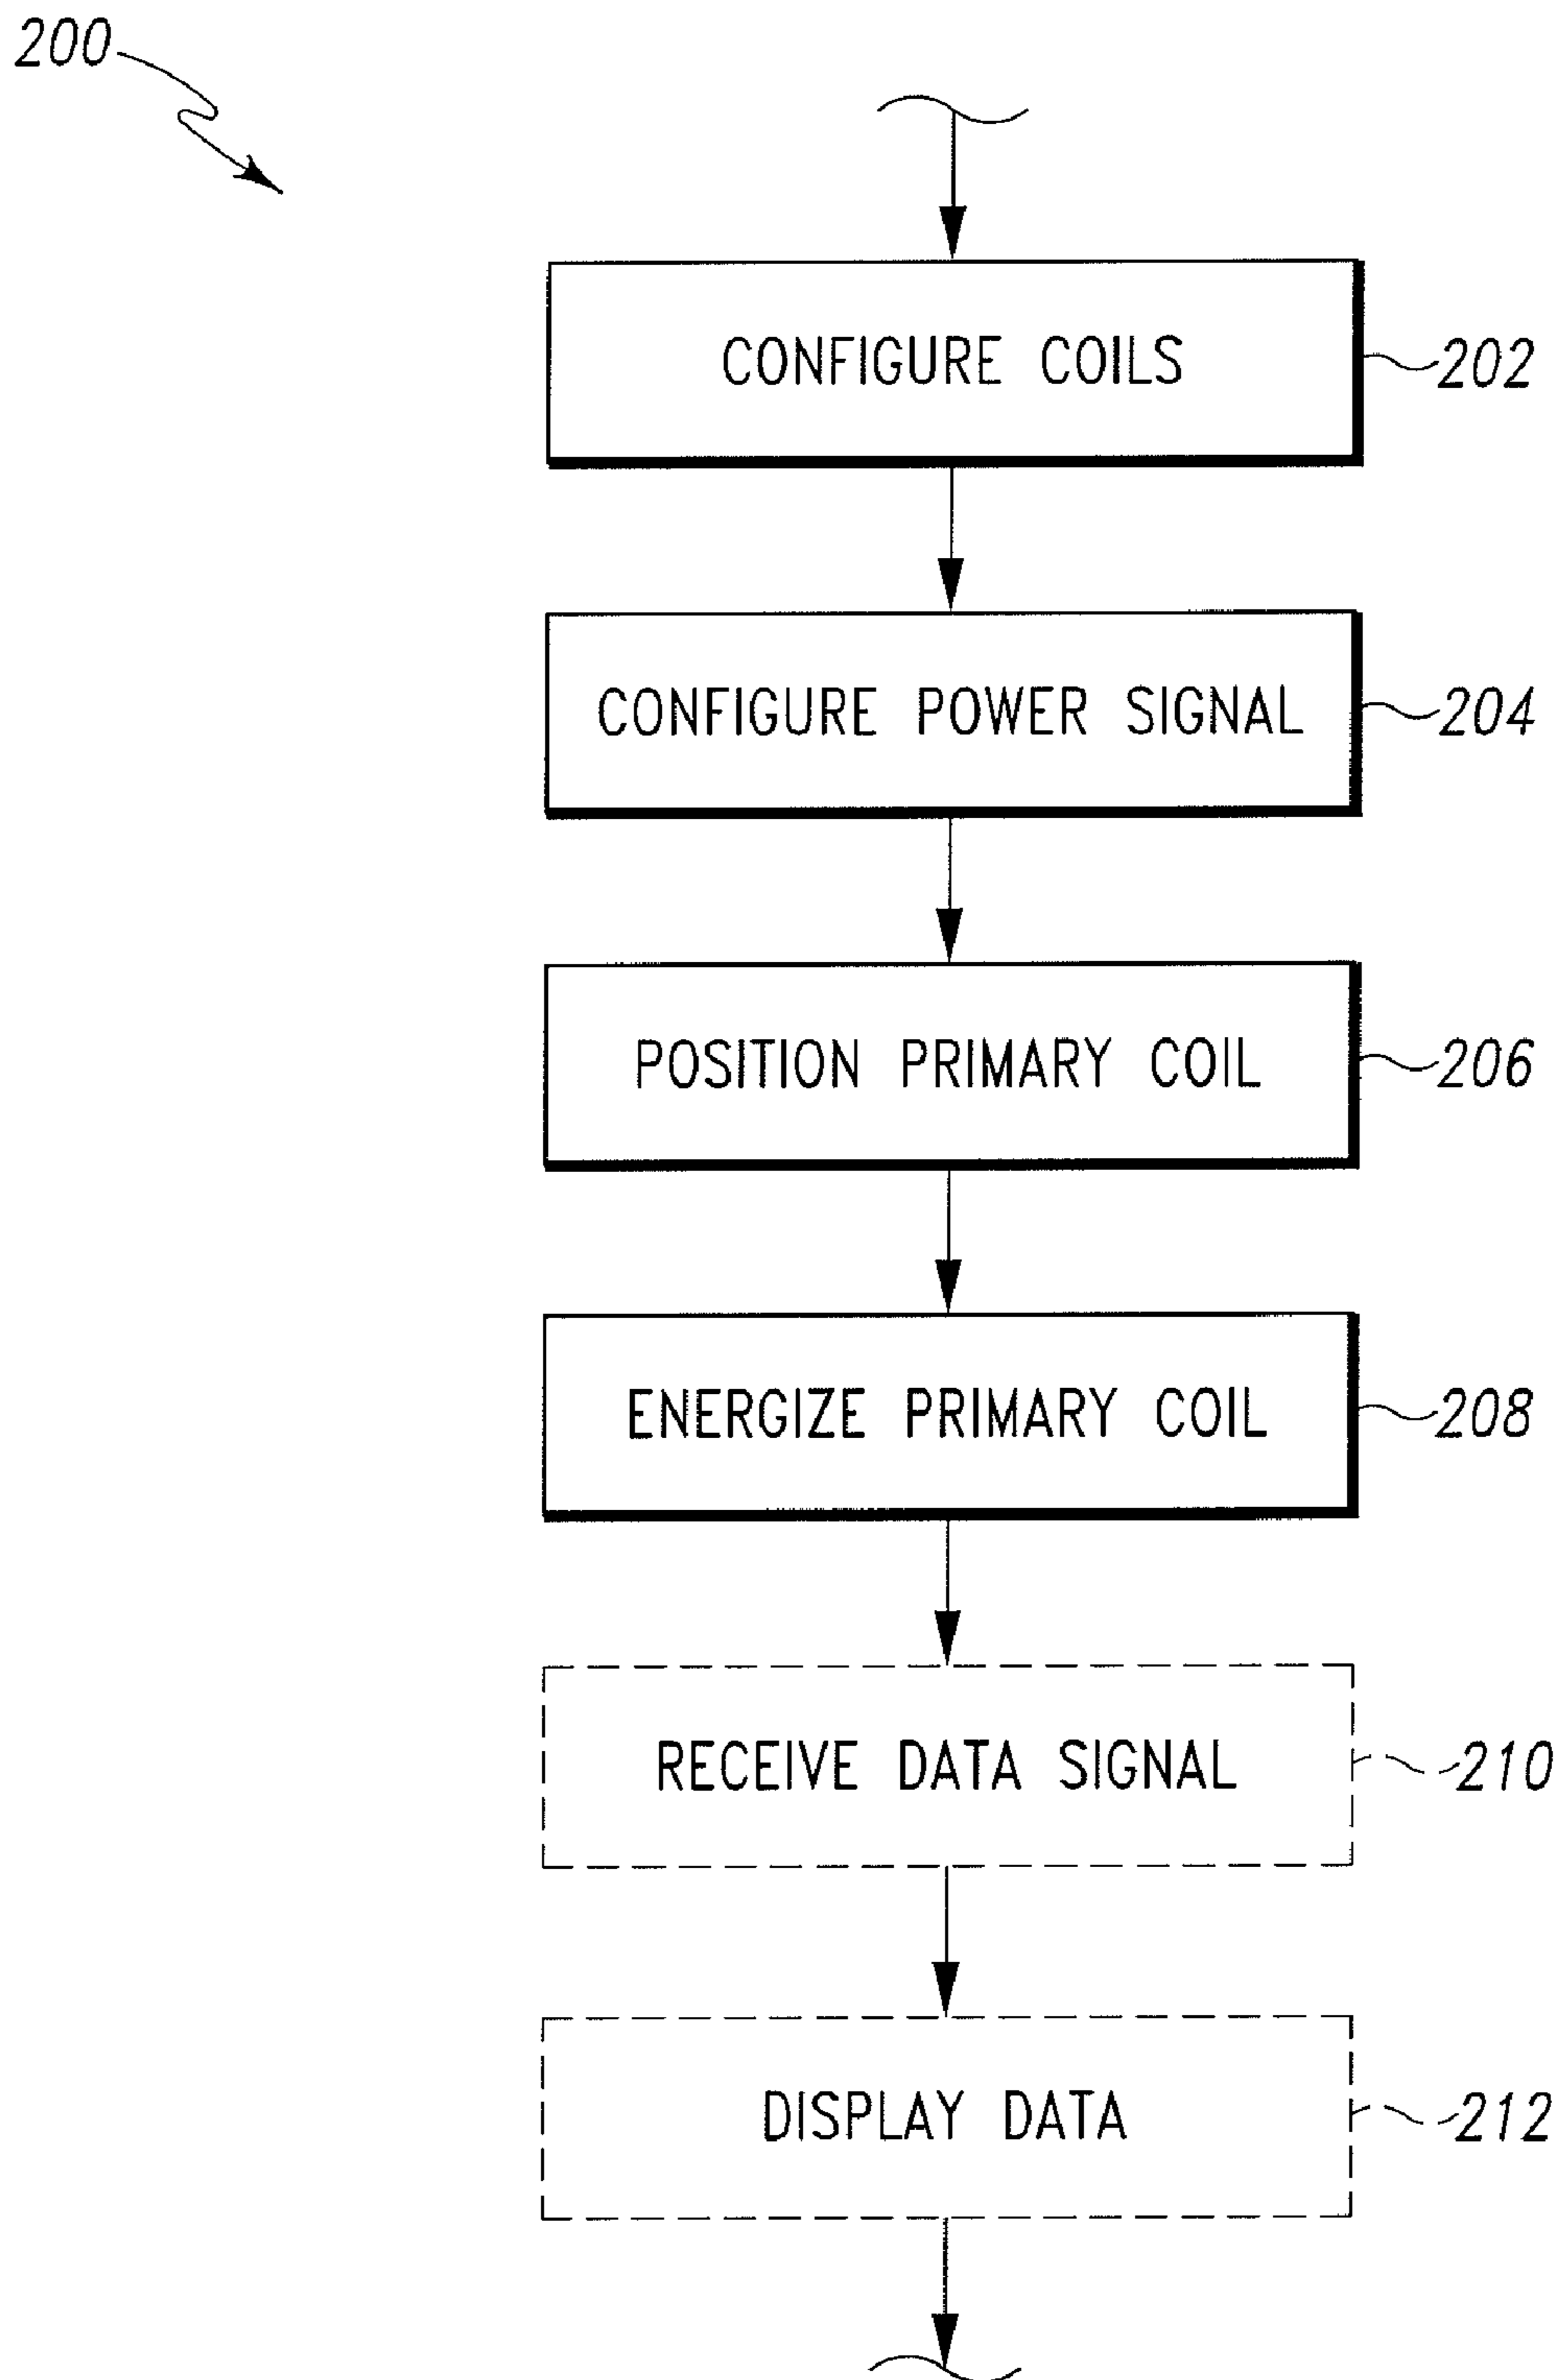 200
CONFIGURE COILS
202
CONFIGURE POWER SIGNAL
204
POSITION PRIMARY COIL
206
ENERGIZE PRIMARY COIL
208
RECEIVE DATA SIGNAL
210
DISPLAY DATA
212